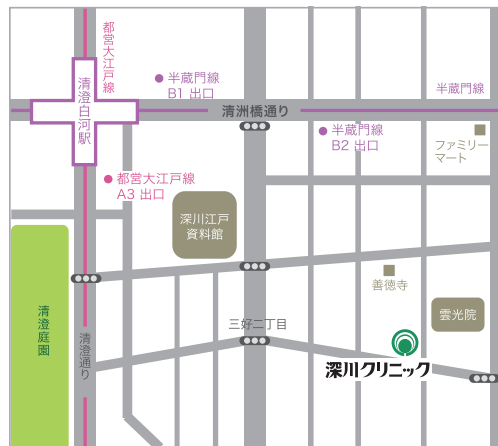 都営大江戸線
清澄白河駅
半蔵門線
B1 出口
清洲橋通り
半蔵門線
半蔵門線
B2 出口
ファミリー
マート
都営大江戸線
A3 出口
深川江戸
資料館
清澄庭園
清澄通り
善徳寺
雲光院
三好二丁目
深川クリニック